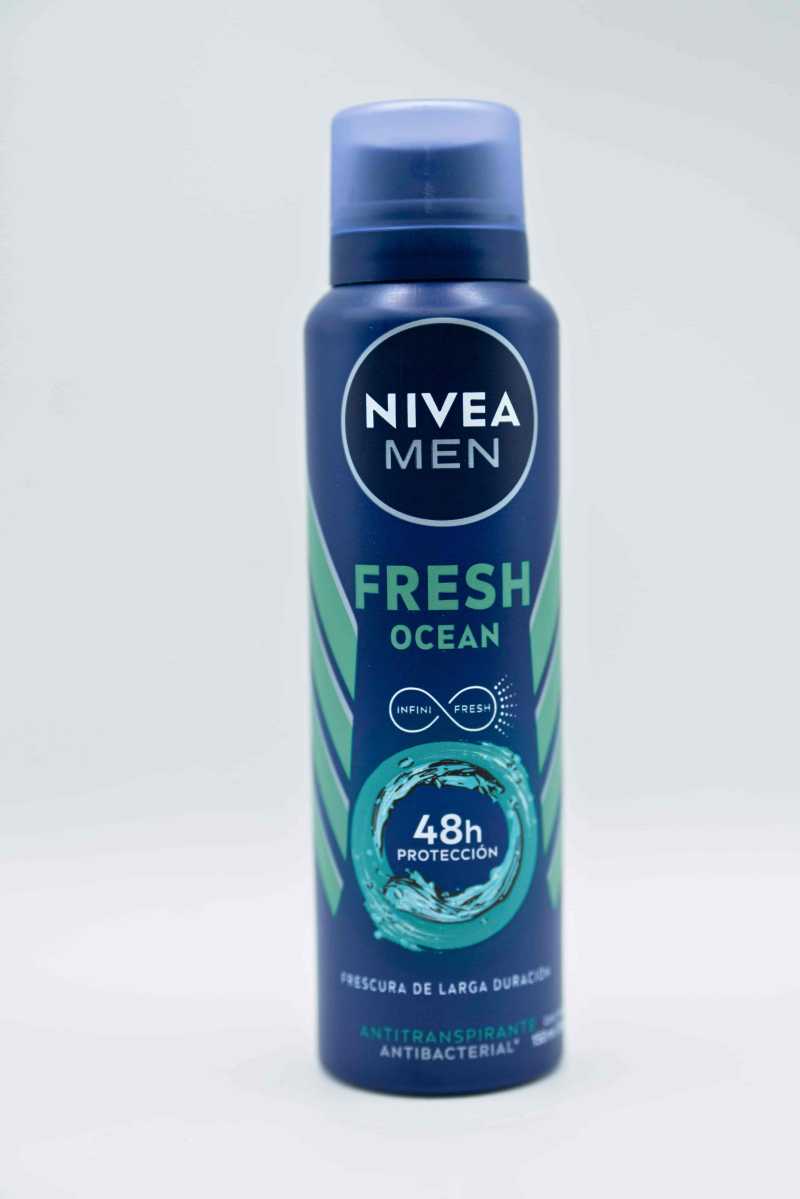 NIVEA
MEN
FRESH
OCEAN
INFINI FRESH
48h
PROTECCIÓN
FRESCURA DE LARGA DURACIÓN
ANTITRANSPIRANTE
ANTIBACTERIAL*